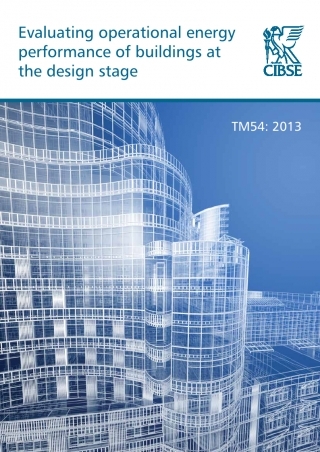 Evaluating operational energy
performance of buildings at
the design stage
CIBSE
TM54: 2013